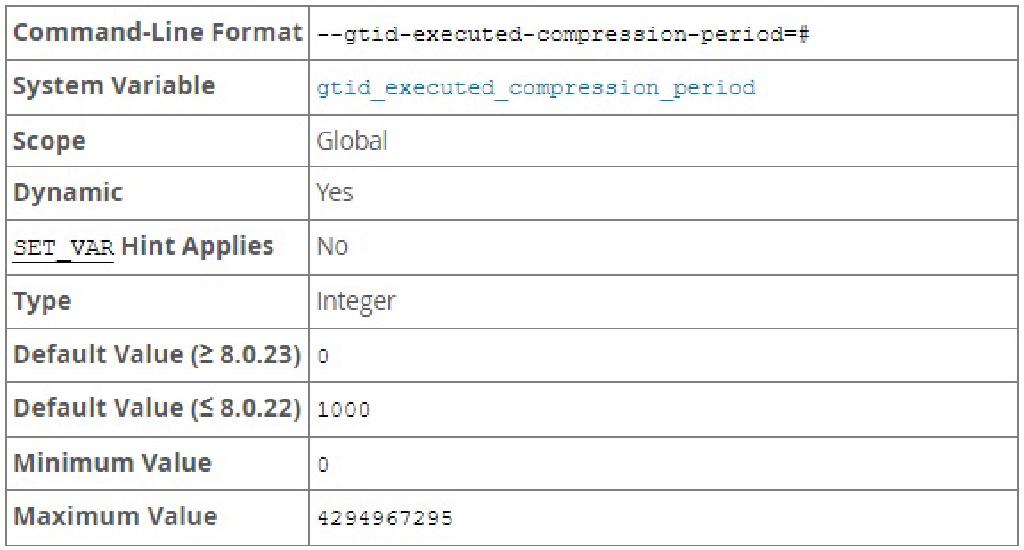 Command-Line Format --gtid-executed-compression-period=#
System Variable gtid_executed_compression_period
Scope Global
Dynamic Yes
SET_VAR Hint Applies No
Type Integer
Default Value (≥ 8.0.23) 0
Default Value (≤ 8.0.22) 1000
Minimum Value 0
Maximum Value 4294967295